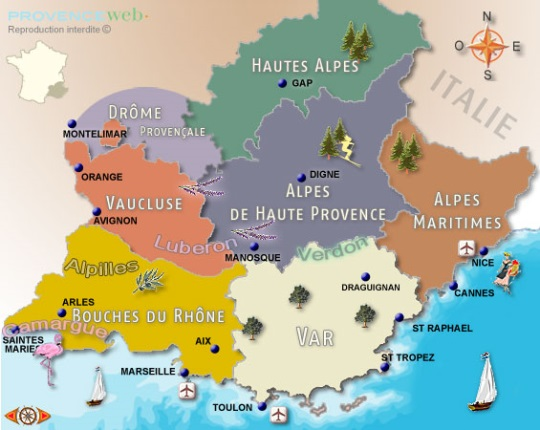 PROVENCE web.
Reproduction interdite ©
N
O E
S
ITALIE
HAUTES ALPES
GAP
DRÔME
PROVENÇALE
MONTELIMAR
ORANGE
VAUCLUSE
AVIGNON
DIGNE
ALPES
DE HAUTE PROVENCE
ALPES
MARITIMES
Luberon
MANOSQUE
Verdon
NICE
Alpilles
DRAGUIGNAN
CANNES
ARLES
BOUCHES DU RHÔNE
Camargue
SAINTES
MARIES
AIX
VAR
ST RAPHAEL
ST TROPEZ
MARSEILLE
TOULON